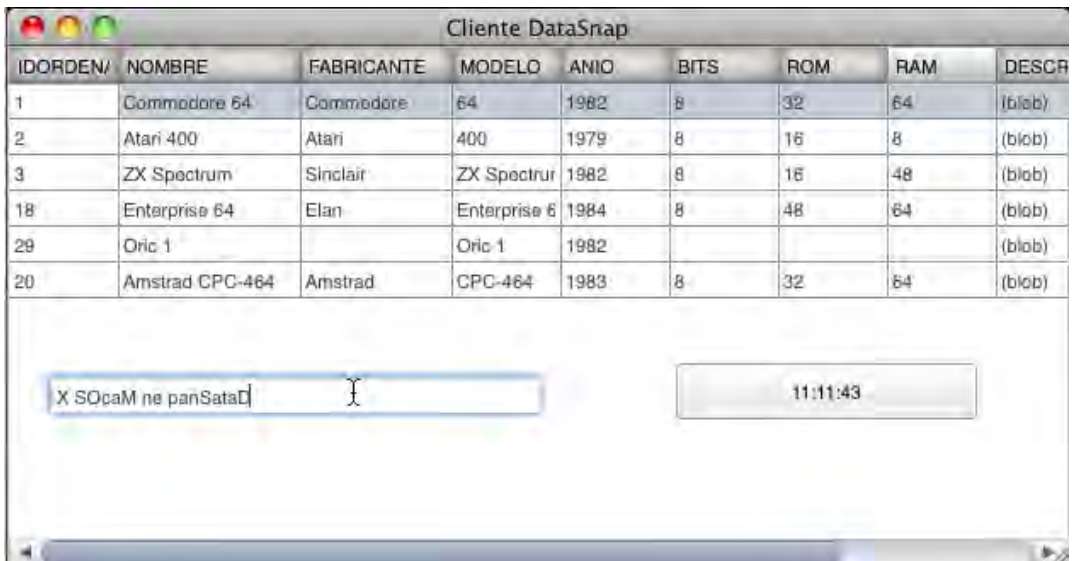 Cliente DataSnap
IDORDENA NOMBRE FABRICANTE MODELO ANIO BITS ROM RAM DESCR
1 Commodore 64 Commodore 64 1982 8 32 64 (blob)
2 Atari 400 Atari 400 1979 8 16 8 (blob)
3 ZX Spectrum Sinclair ZX Spectrur 1982 8 16 48 (blob)
18 Enterprise 64 Elan Enterprise 6 1984 8 48 64 (blob)
29 Oric 1 Oric 1 1982 (blob)
20 Amstrad CPC-464 Amstrad CPC-464 1983 8 32 64 (blob)
X SOcaM ne panSataD 11:11:43